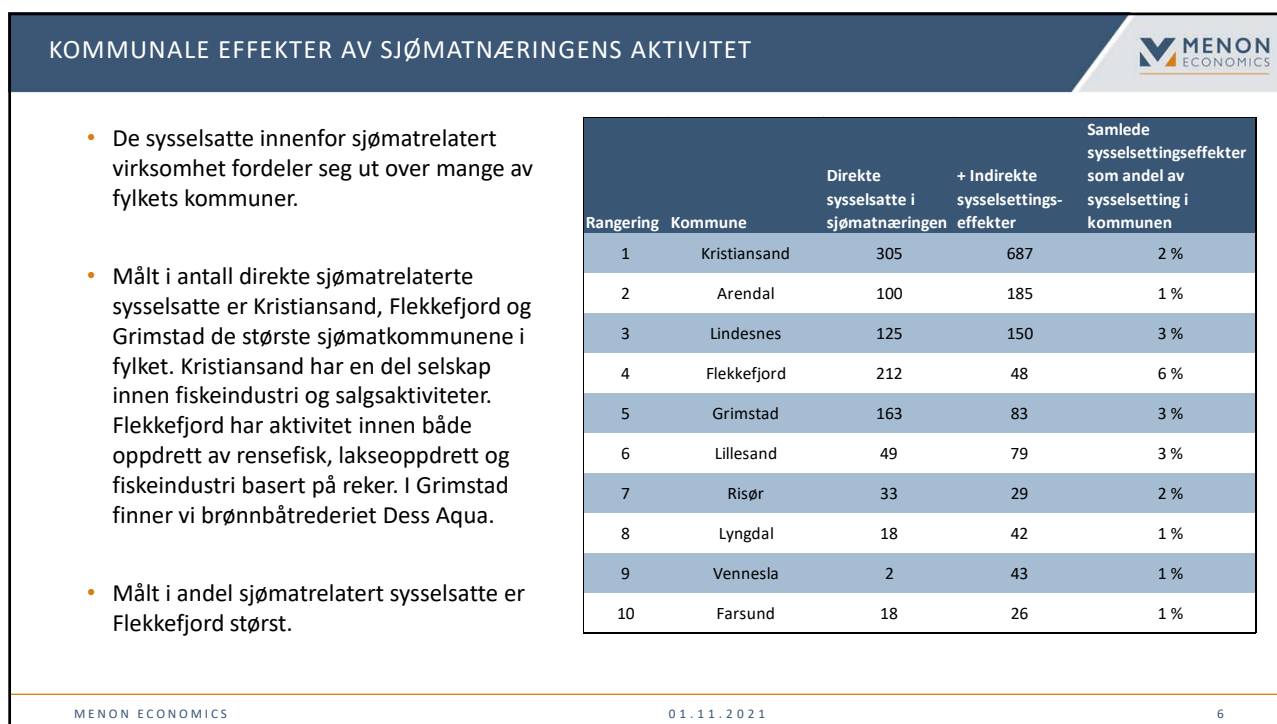 KOMMUNALE EFFEKTER AV SJØMATNÆRINGENS AKTIVITET
MENON
ECONOMICS
• De sysselsatte innenfor sjømatrelatert
virksomhet fordeler seg ut over mange av
fylkets kommuner.
• Målt i antall direkte sjømatrelaterte
sysselsatte er Kristiansand, Flekkefjord og
Grimstad de største sjømatkommunene i
fylket. Kristiansand har en del selskap
innen fiskeindustri og salgsaktiviteter.
Flekkefjord har aktivitet innen både
oppdrett av rensefisk, lakseoppdrett og
fiskeindustri basert på reker. I Grimstad
finner vi brønnbåtrederiet Dess Aqua.
• Målt i andel sjømatrelatert sysselsatte er
Flekkefjord størst.
Samlede
sysselsettingseffekter
Direkte + Indirekte som andel av
sysselsatte i sysselsettings- sysselsetting i
Rangering Kommune sjømatnæringen effekter kommunen
1 Kristiansand 305 687 2 %
2 Arendal 100 185 1 %
3 Lindesnes 125 150 3 %
4 Flekkefjord 212 48 6 %
5 Grimstad 163 83 3 %
6 Lillesand 49 79 3 %
7 Risør 33 29 2 %
8 Lyngdal 18 42 1 %
9 Vennesla 2 43 1 %
10 Farsund 18 26 1 %
MENON ECONOMICS 01.11.2021 6